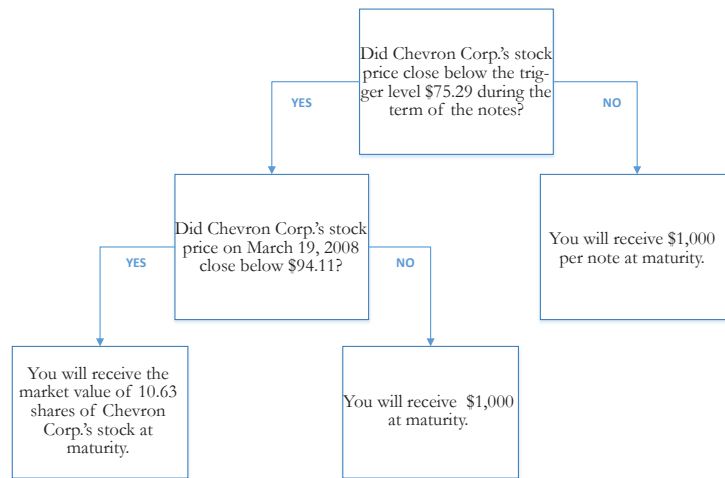 Did Chevron Corp.'s stock
price close below the trig-
ger level $75.29 during the
term of the notes?
YES
NO
Did Chevron Corp.'s stock
price on March 19, 2008
close below $94.11?
You will receive $1,000
per note at maturity.
YES
NO
You will receive the
market value of 10.63
shares of Chevron
Corp.'s stock at
maturity.
You will receive $1,000
at maturity.